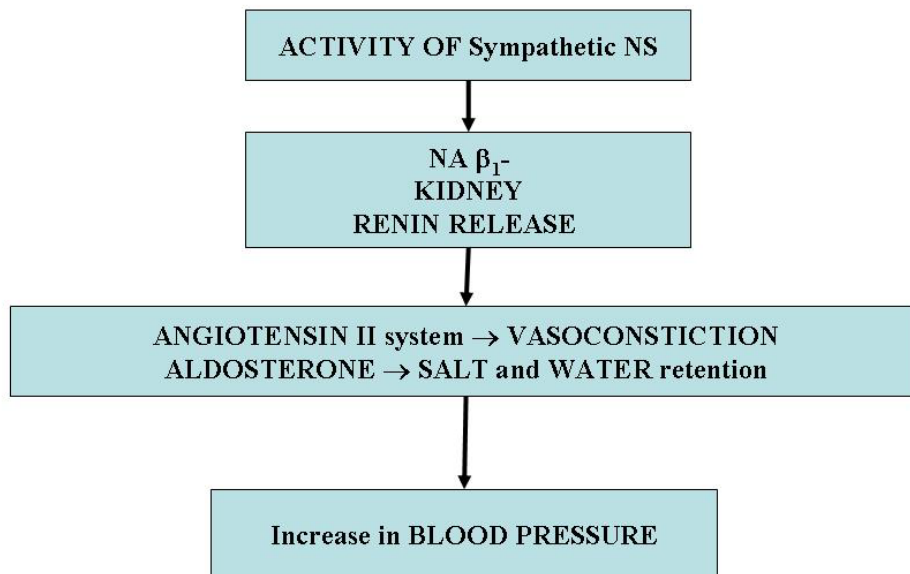 ACTIVITY OF Sympathetic NS
NA β₁-
KIDNEY
RENIN RELEASE
ANGIOTENSIN II system → VASOCONSTICTION
ALDOSTERONE → SALT and WATER retention
Increase in BLOOD PRESSURE